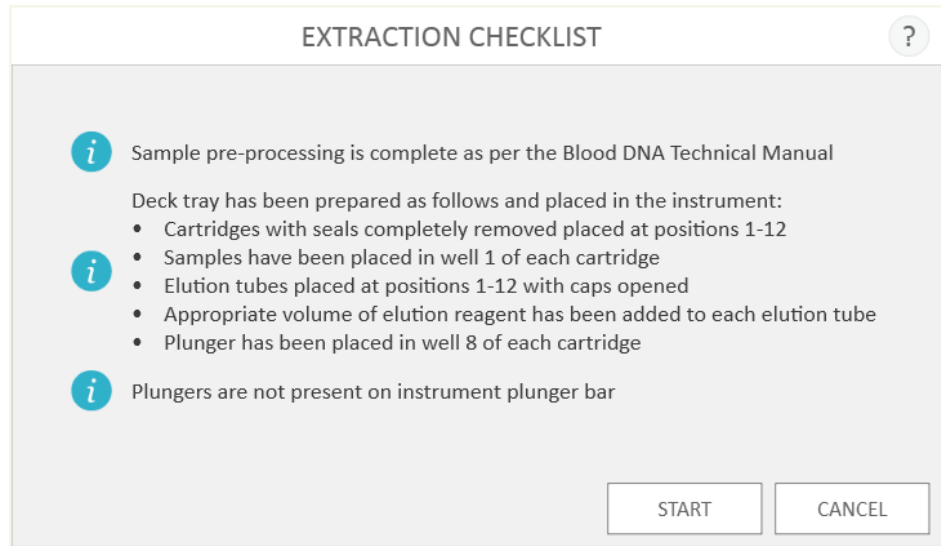 EXTRACTION CHECKLIST
?
i
Sample pre-processing is complete as per the Blood DNA Technical Manual
Deck tray has been prepared as follows and placed in the instrument:
• Cartridges with seals completely removed placed at positions 1-12
i
• Samples have been placed in well 1 of each cartridge
• Elution tubes placed at positions 1-12 with caps opened
• Appropriate volume of elution reagent has been added to each elution tube
• Plunger has been placed in well 8 of each cartridge
i
Plungers are not present on instrument plunger bar
START
CANCEL